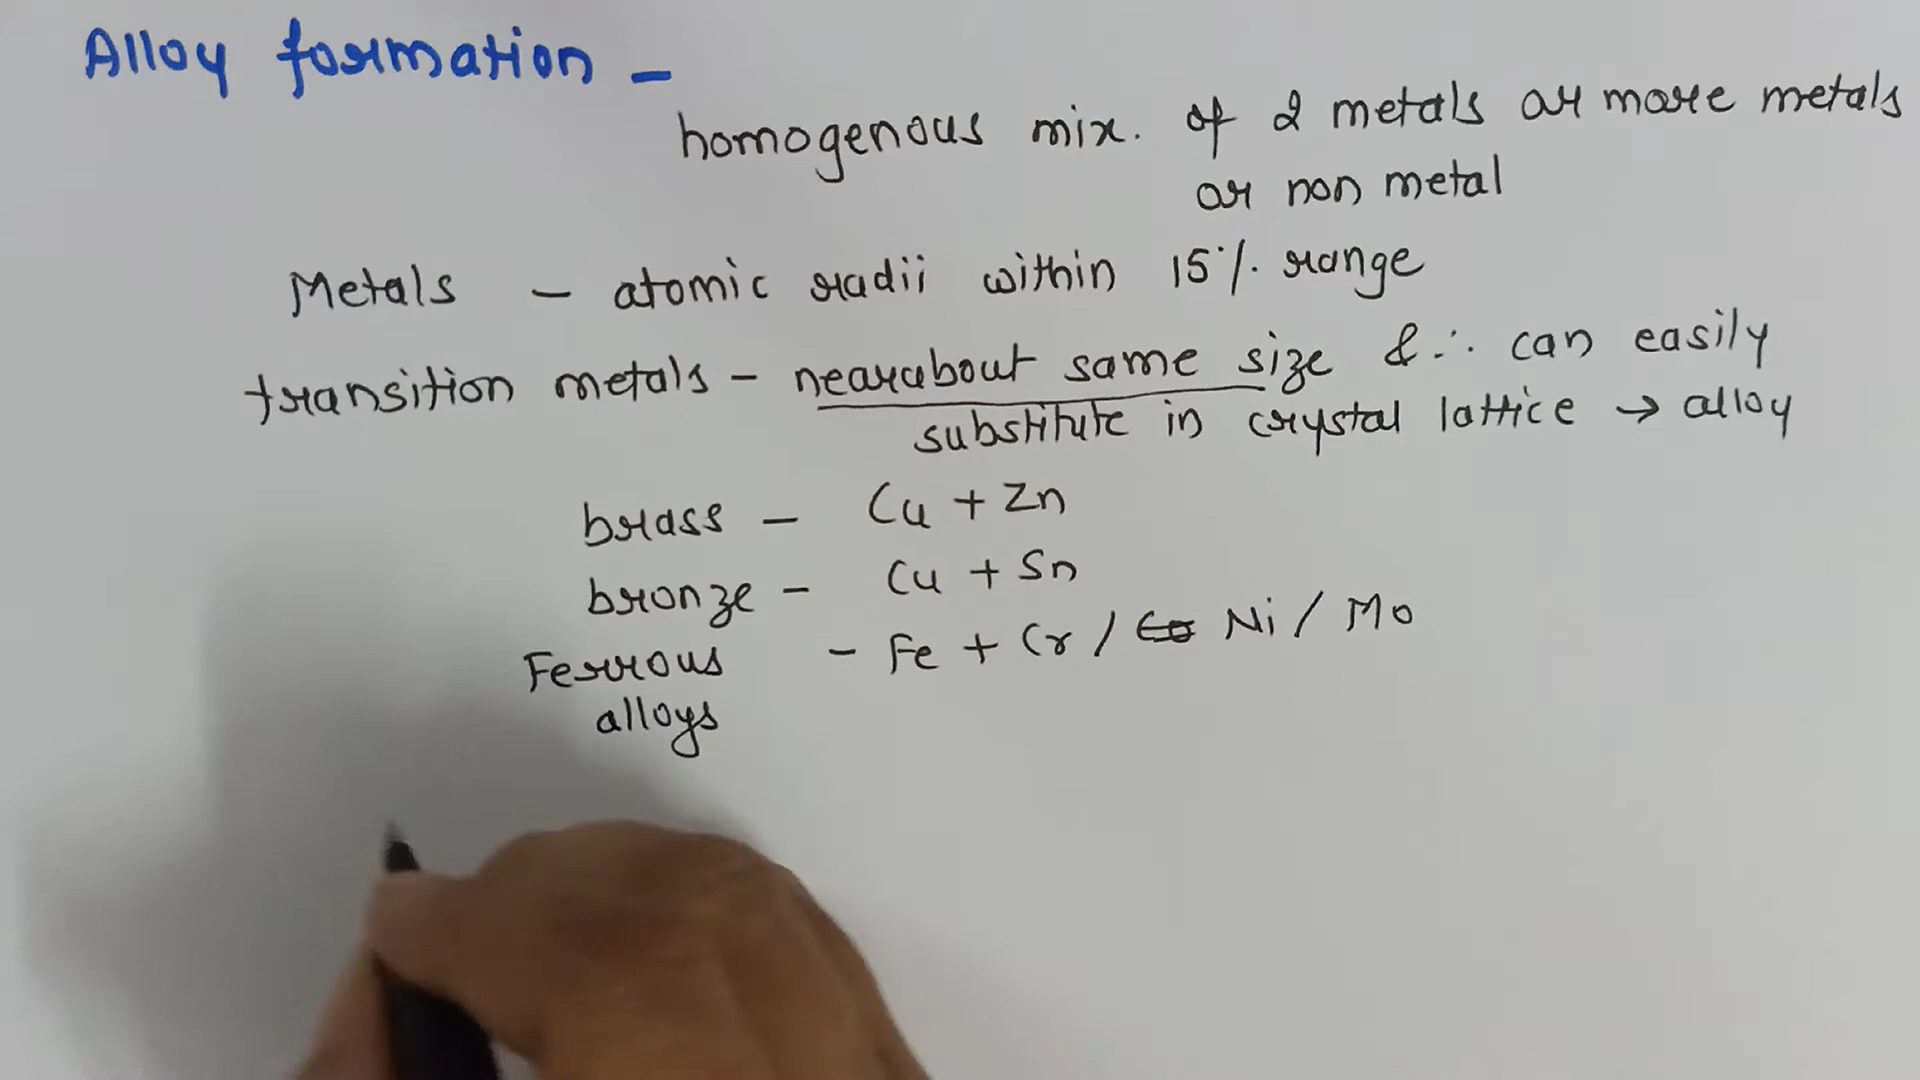 Alloy formation -
homogenous mix. of 2 metals or more metals
or non metal
Metals - atomic radii within 15% range
transition metals - nearabout same size & ∴ can easily
substitute in crystal lattice → alloy
brass - Cu + Zn
bronze - Cu + Sn
Ferrous - Fe + Cr / Ni / Mo
alloys